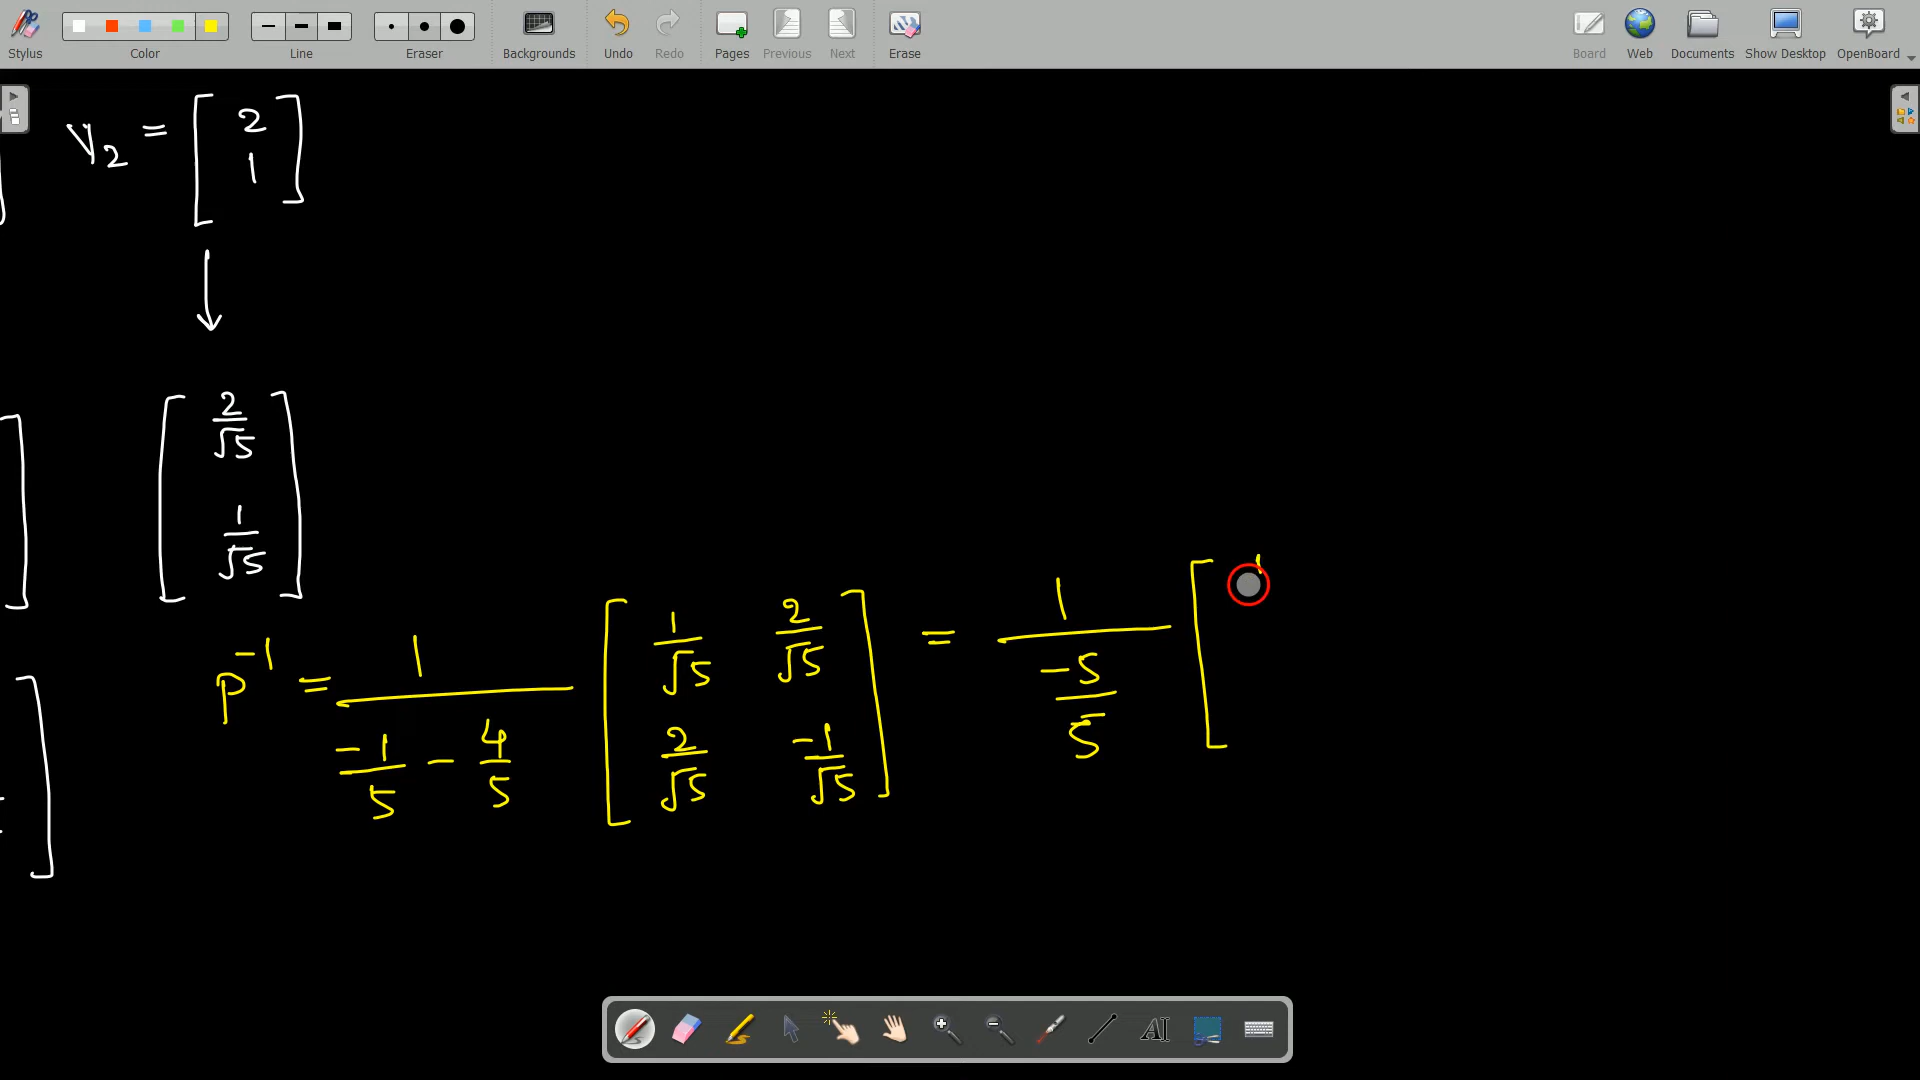 Stylus Color Line Eraser Backgrounds Undo Redo Pages Previous Next Erase Board Web Documents Show Desktop OpenBoard
V₂ = [ 2
1 ]
↓
[ 2/√5
1/√5 ]
P⁻¹ = 1/(-1/5 - 4/5) [ 1/√5 2/√5
2/√5 -1/√5 ] = 1/(-5/5) [
AI